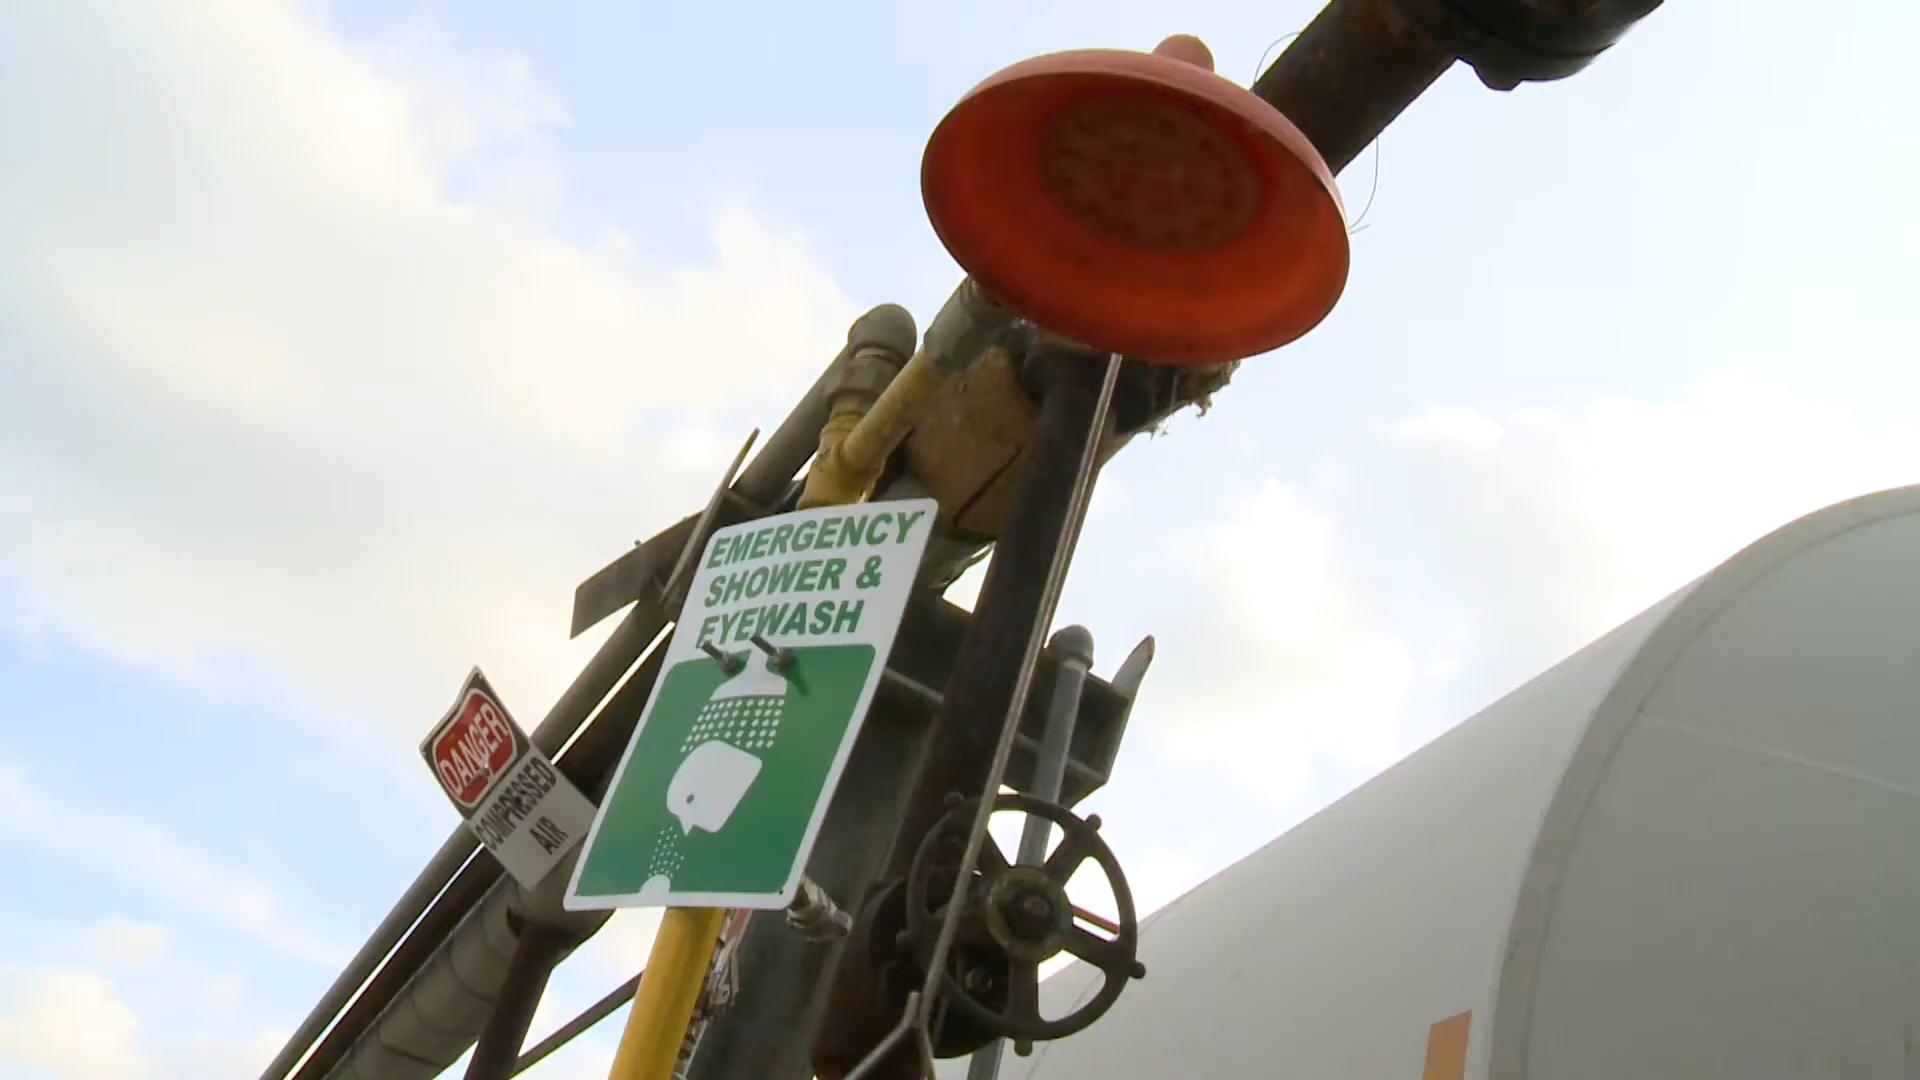 EMERGENCY
SHOWER &
EYEWASH
DANGER
COMPRESSED
AIR